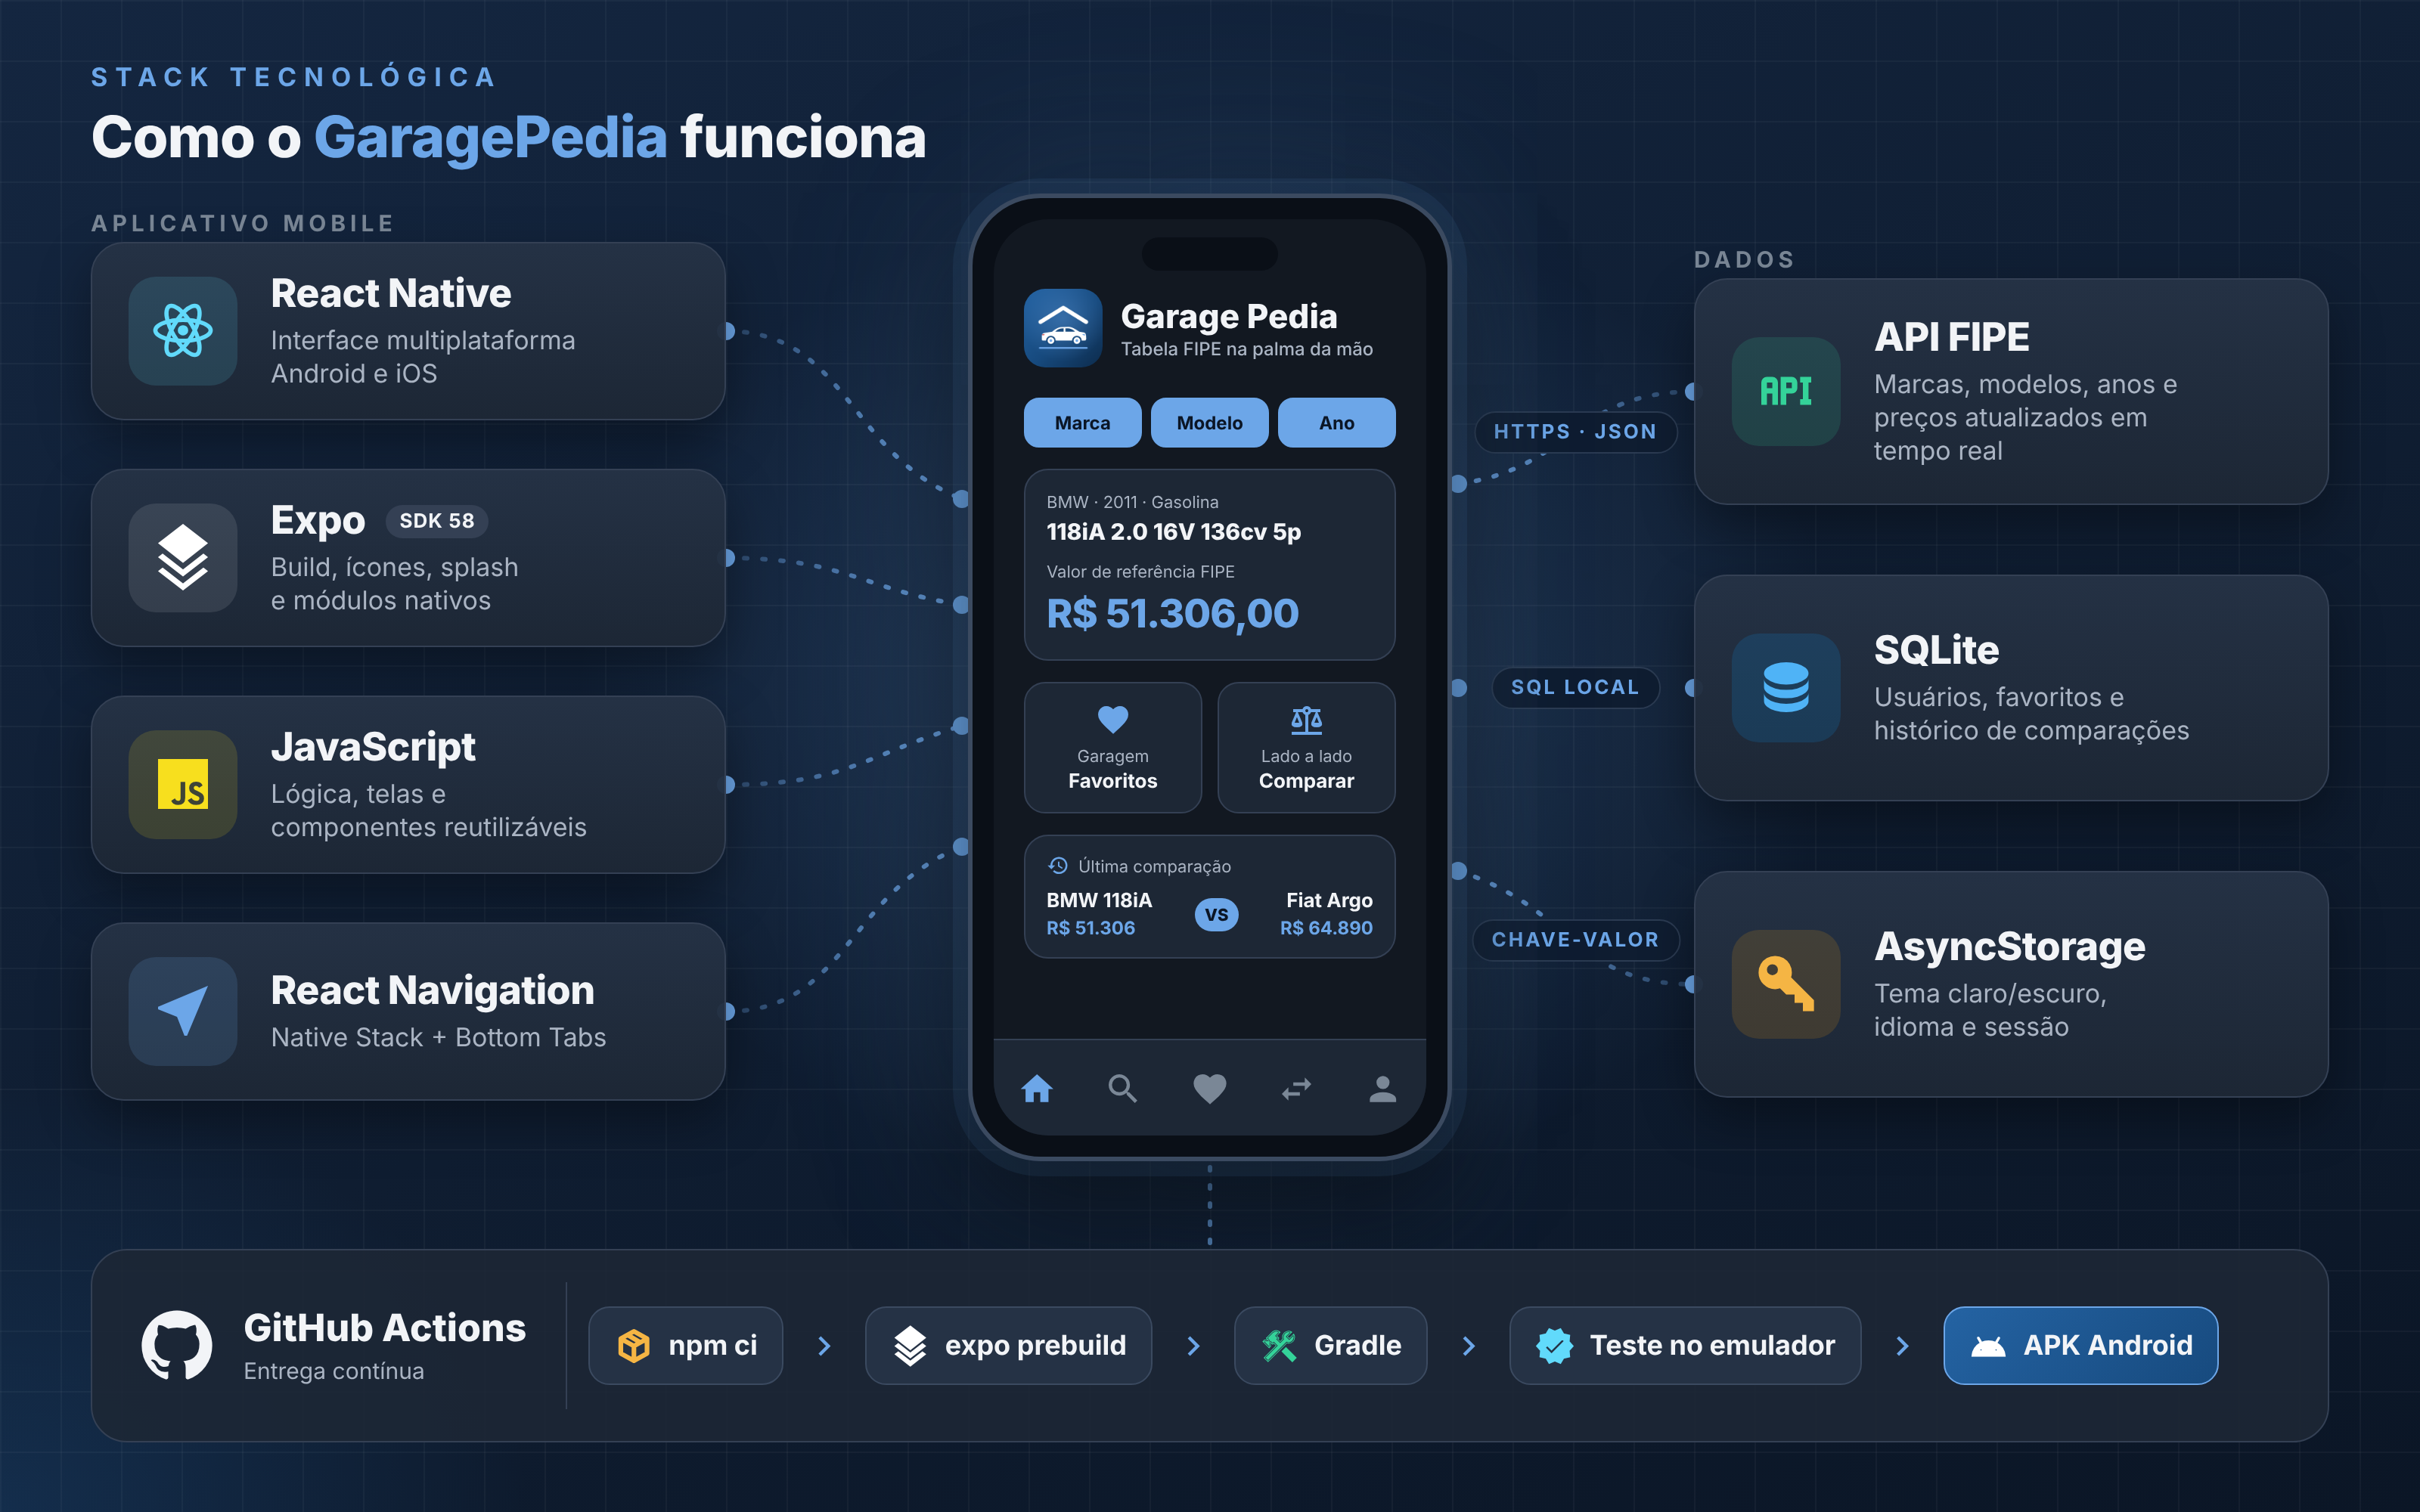 STACK TECNOLÓGICA
Como o GaragePedia funciona
APLICATIVO MOBILE
React Native
Interface multiplataforma
Android e iOS
Expo SDK 58
Build, ícones, splash
e módulos nativos
JavaScript
JS
Lógica, telas e
componentes reutilizáveis
React Navigation
Native Stack + Bottom Tabs
Garage Pedia
Tabela FIPE na palma da mão
Marca Modelo Ano
BMW · 2011 · Gasolina
118iA 2.0 16V 136cv 5p
Valor de referência FIPE
R$ 51.306,00
Garagem
Favoritos
Lado a lado
Comparar
Última comparação
BMW 118iA
R$ 51.306
VS
Fiat Argo
R$ 64.890
HTTPS · JSON
SQL LOCAL
CHAVE-VALOR
DADOS
API
API FIPE
Marcas, modelos, anos e
preços atualizados em
tempo real
SQLite
Usuários, favoritos e
histórico de comparações
AsyncStorage
Tema claro/escuro,
idioma e sessão
GitHub Actions
Entrega contínua
npm ci
expo prebuild
Gradle
Teste no emulador
APK Android